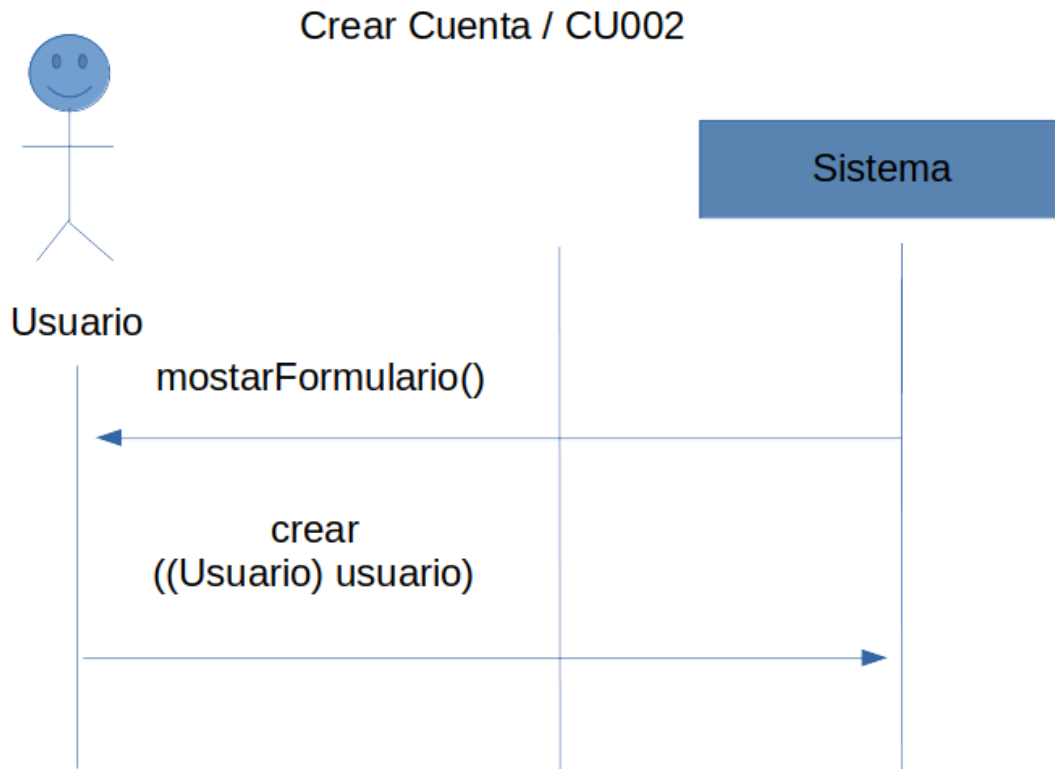 Crear Cuenta / CU002
Sistema
Usuario
mostarFormulario()
crear
((Usuario) usuario)